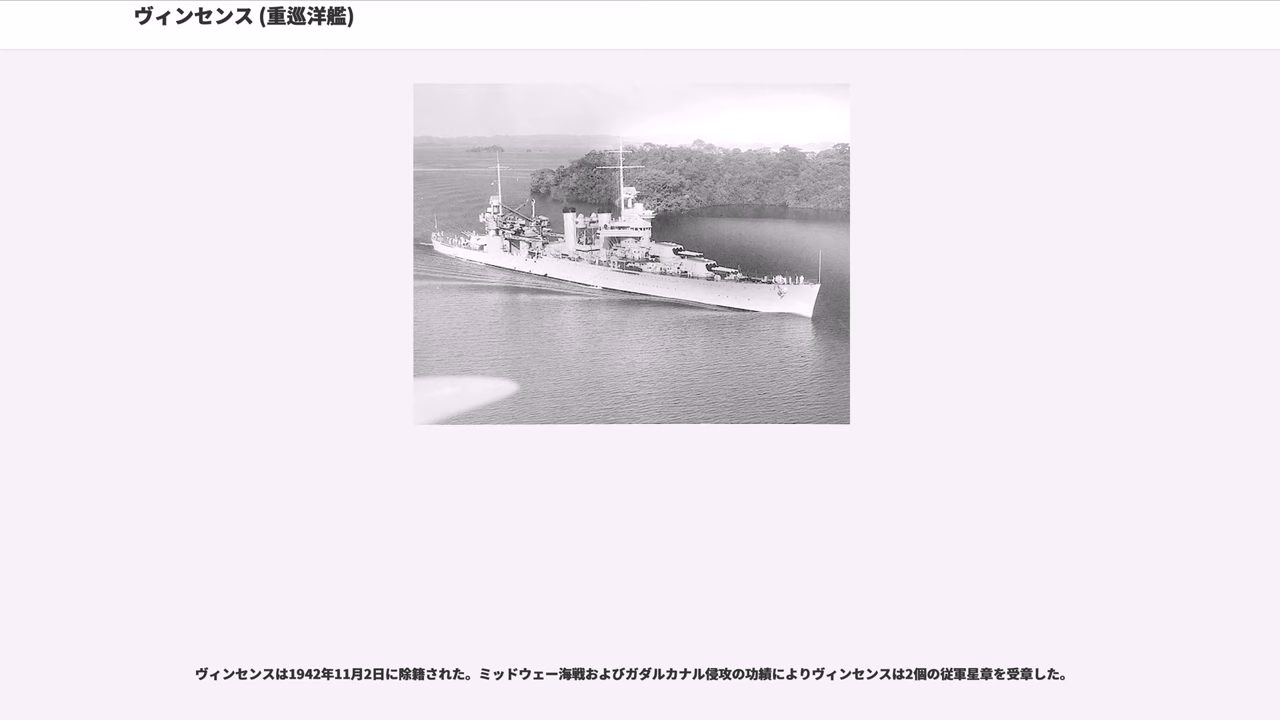 ヴィンセンス (重巡洋艦)
ヴィンセンスは1942年11月2日に除籍された。ミッドウェー海戦およびガダルカナル侵攻の功績によりヴィンセンスは2個の従軍星章を受章した。